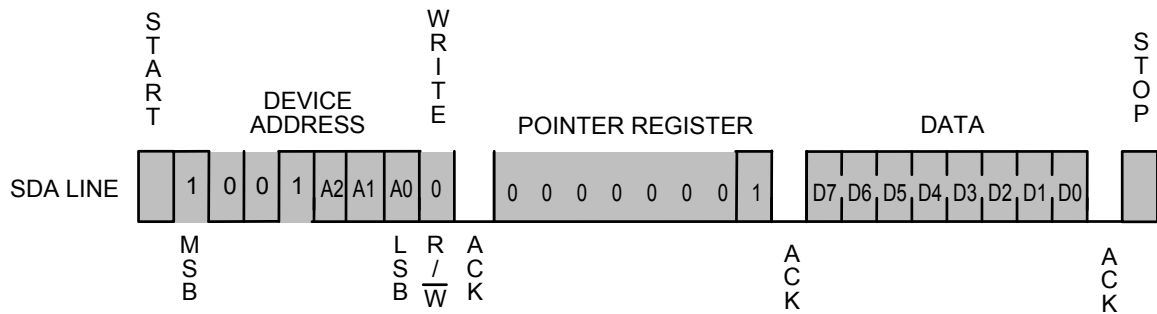 START
WRITE
STOP
DEVICE
ADDRESS
POINTER REGISTER
DATA
SDA LINE
1 0 0 1 A2 A1 A0 0
0 0 0 0 0 0 0 1
D7 D6 D5 D4 D3 D2 D1 D0
MSB
LSB
R/W̅
ACK
ACK
ACK